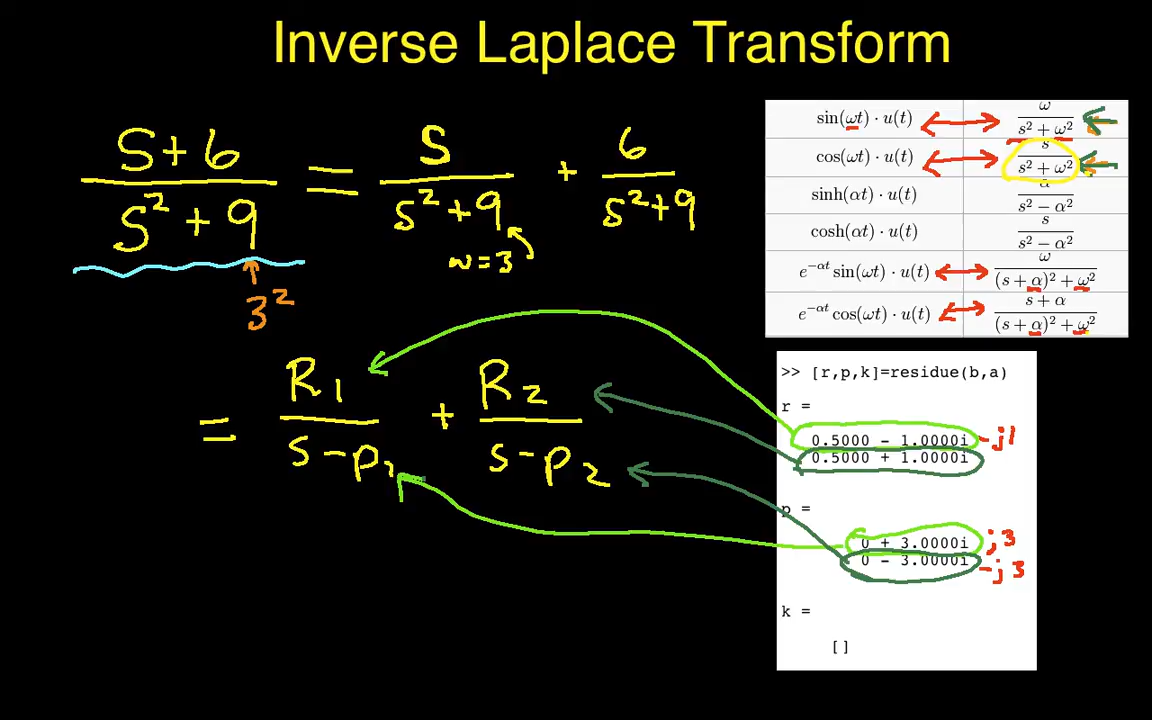 Inverse Laplace Transform
S+6 / S² + 9 = S / S² + 9 + 6 / S² + 9
ω = 3
3²
= R1 / S - P1 + R2 / S - P2
sin(ωt) · u(t) ω / s² + ω²
cos(ωt) · u(t) s / s² + ω²
sinh(αt) · u(t) α / s² − α²
cosh(αt) · u(t) s / s² − α²
e^−αt sin(ωt) · u(t) ω / (s + α)² + ω²
e^−αt cos(ωt) · u(t) s + α / (s + α)² + ω²
>> [r,p,k]=residue(b,a)
r =
0.5000 - 1.0000i -j1
0.5000 + 1.0000i
p =
0 + 3.0000i j3
0 - 3.0000i -j3
k =
[]